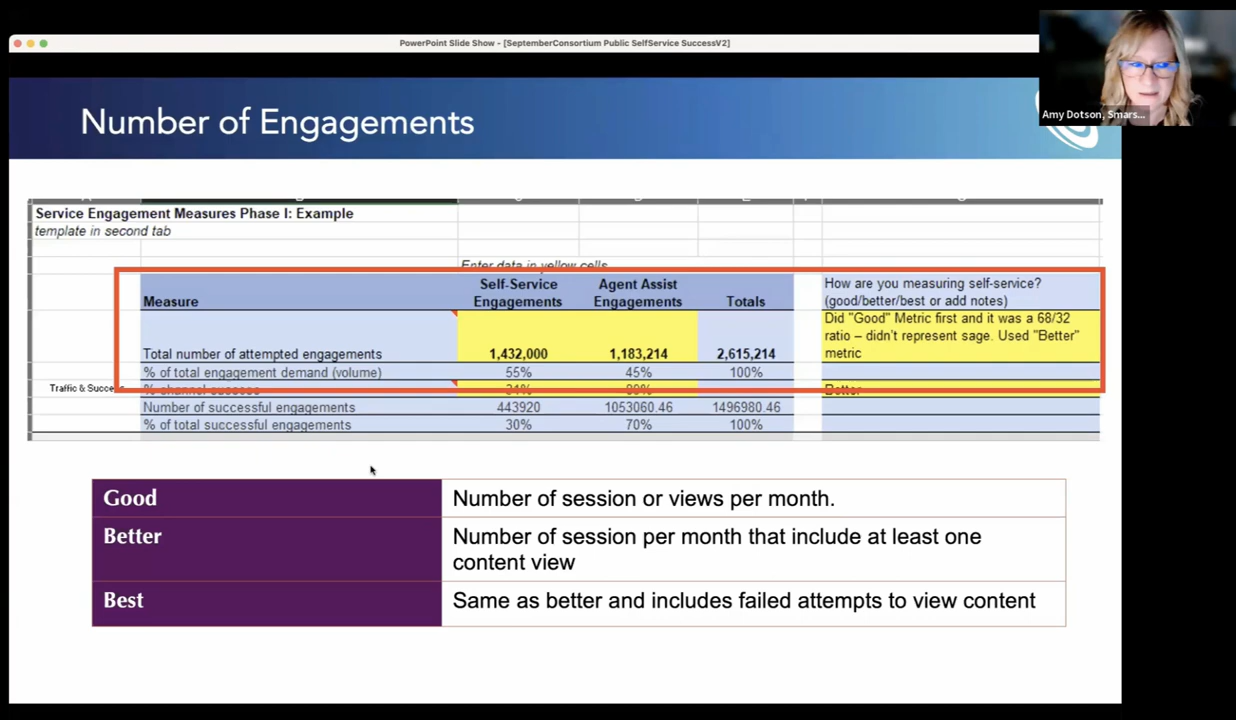 PowerPoint Slide Show - [SeptemberConsortium Public SelfService SuccessV2]
Amy Dotson, Smars...
Number of Engagements
Service Engagement Measures Phase I: Example
template in second tab
Enter data in yellow cells
Measure Self-Service Engagements Agent Assist Engagements Totals How are you measuring self-service? (good/better/best or add notes)
Total number of attempted engagements 1,432,000 1,183,214 2,615,214 Did "Good" Metric first and it was a 68/32 ratio – didn't represent sage. Used "Better" metric
% of total engagement demand (volume) 55% 45% 100%
Traffic & Success % channel success 31% 89% Better
Number of successful engagements 443920 1053060.46 1496980.46
% of total successful engagements 30% 70% 100%
Good Number of session or views per month.
Better Number of session per month that include at least one
content view
Best Same as better and includes failed attempts to view content